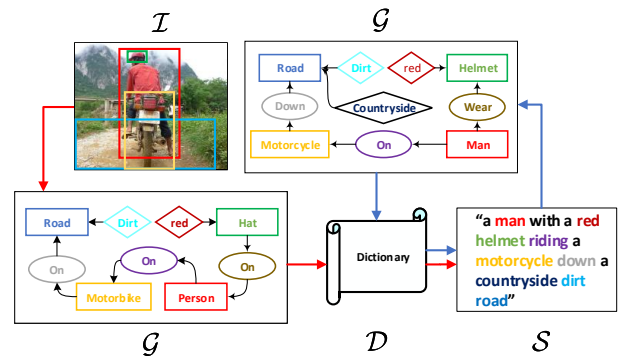 I
G
Road
Dirt
red
Helmet
Down
Countryside
Wear
Motorcycle
On
Man
Road
Dirt
red
Hat
On
On
On
Motorbike
Person
Dictionary
“a man with a red
helmet riding a
motorcycle down a
countryside dirt
road”
G
D
S